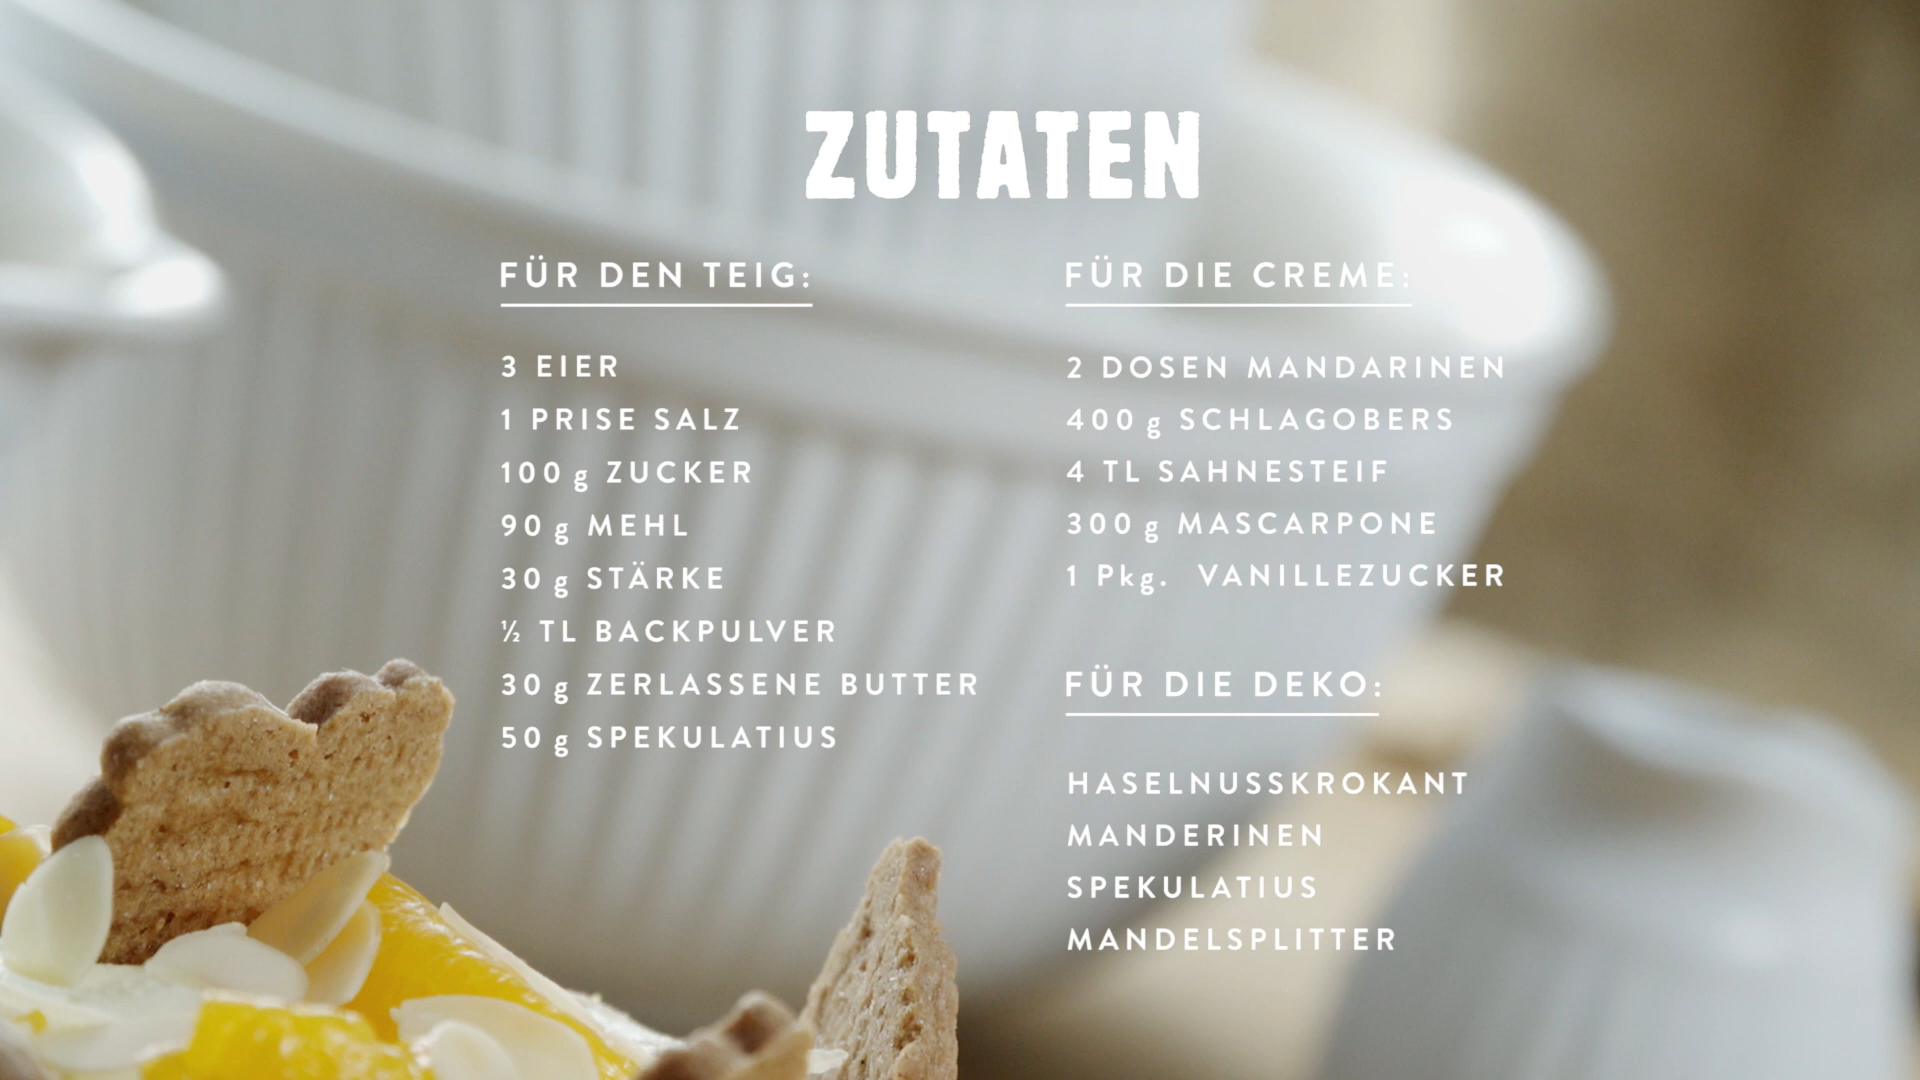 ZUTATEN
FÜR DEN TEIG:
3 EIER
1 PRISE SALZ
100 g ZUCKER
90 g MEHL
30 g STÄRKE
½ TL BACKPULVER
30 g ZERLASSENE BUTTER
50 g SPEKULATIUS
FÜR DIE CREME:
2 DOSEN MANDARINEN
400 g SCHLAGOBERS
4 TL SAHNESTEIF
300 g MASCARPONE
1 Pkg. VANILLEZUCKER
FÜR DIE DEKO:
HASELNUSSKROKANT
MANDERINEN
SPEKULATIUS
MANDELSPLITTER